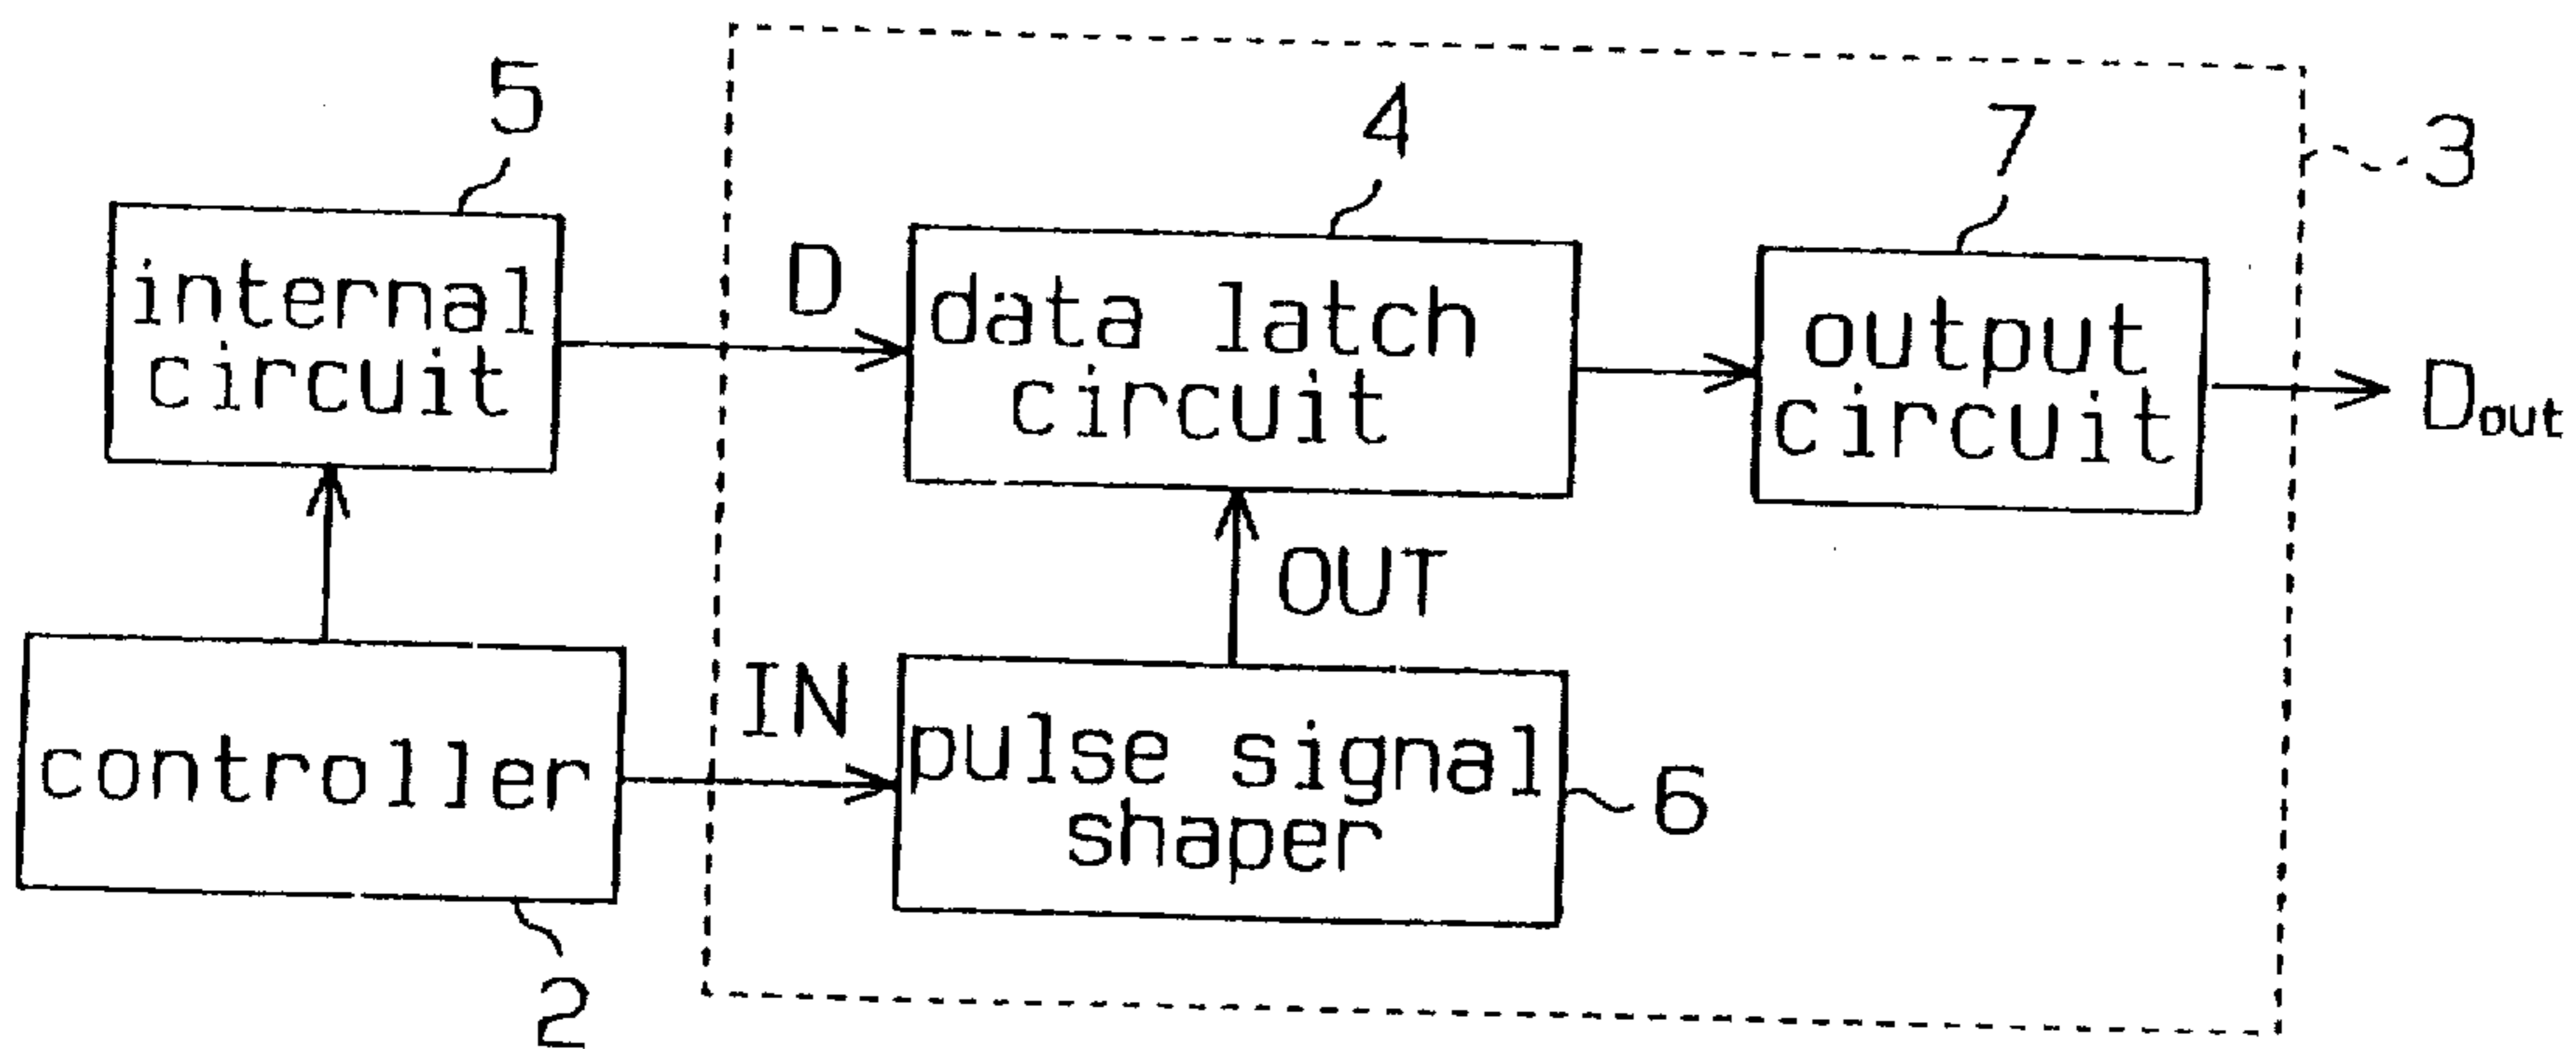 5
4
7
3
internal
circuit
D
data latch
circuit
output
circuit
Dout
OUT
IN
controller
pulse signal
shaper
6
2